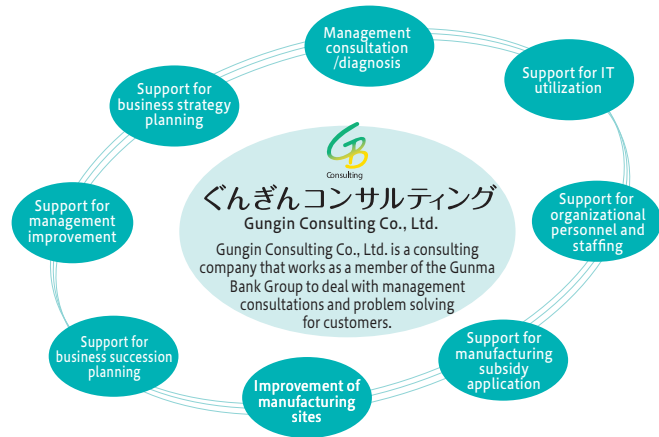 Management
consultation
/diagnosis
Support for IT
utilization
Support for
business strategy
planning
GB
Consulting
ぐんぎんコンサルティング
Gungin Consulting Co., Ltd.
Support for
management
improvement
Support for
organizational
personnel and
staffing
Gungin Consulting Co., Ltd. is a consulting
company that works as a member of the Gunma
Bank Group to deal with management
consultations and problem solving
for customers.
Support for
business succession
planning
Support for
manufacturing
subsidy
application
Improvement of
manufacturing
sites